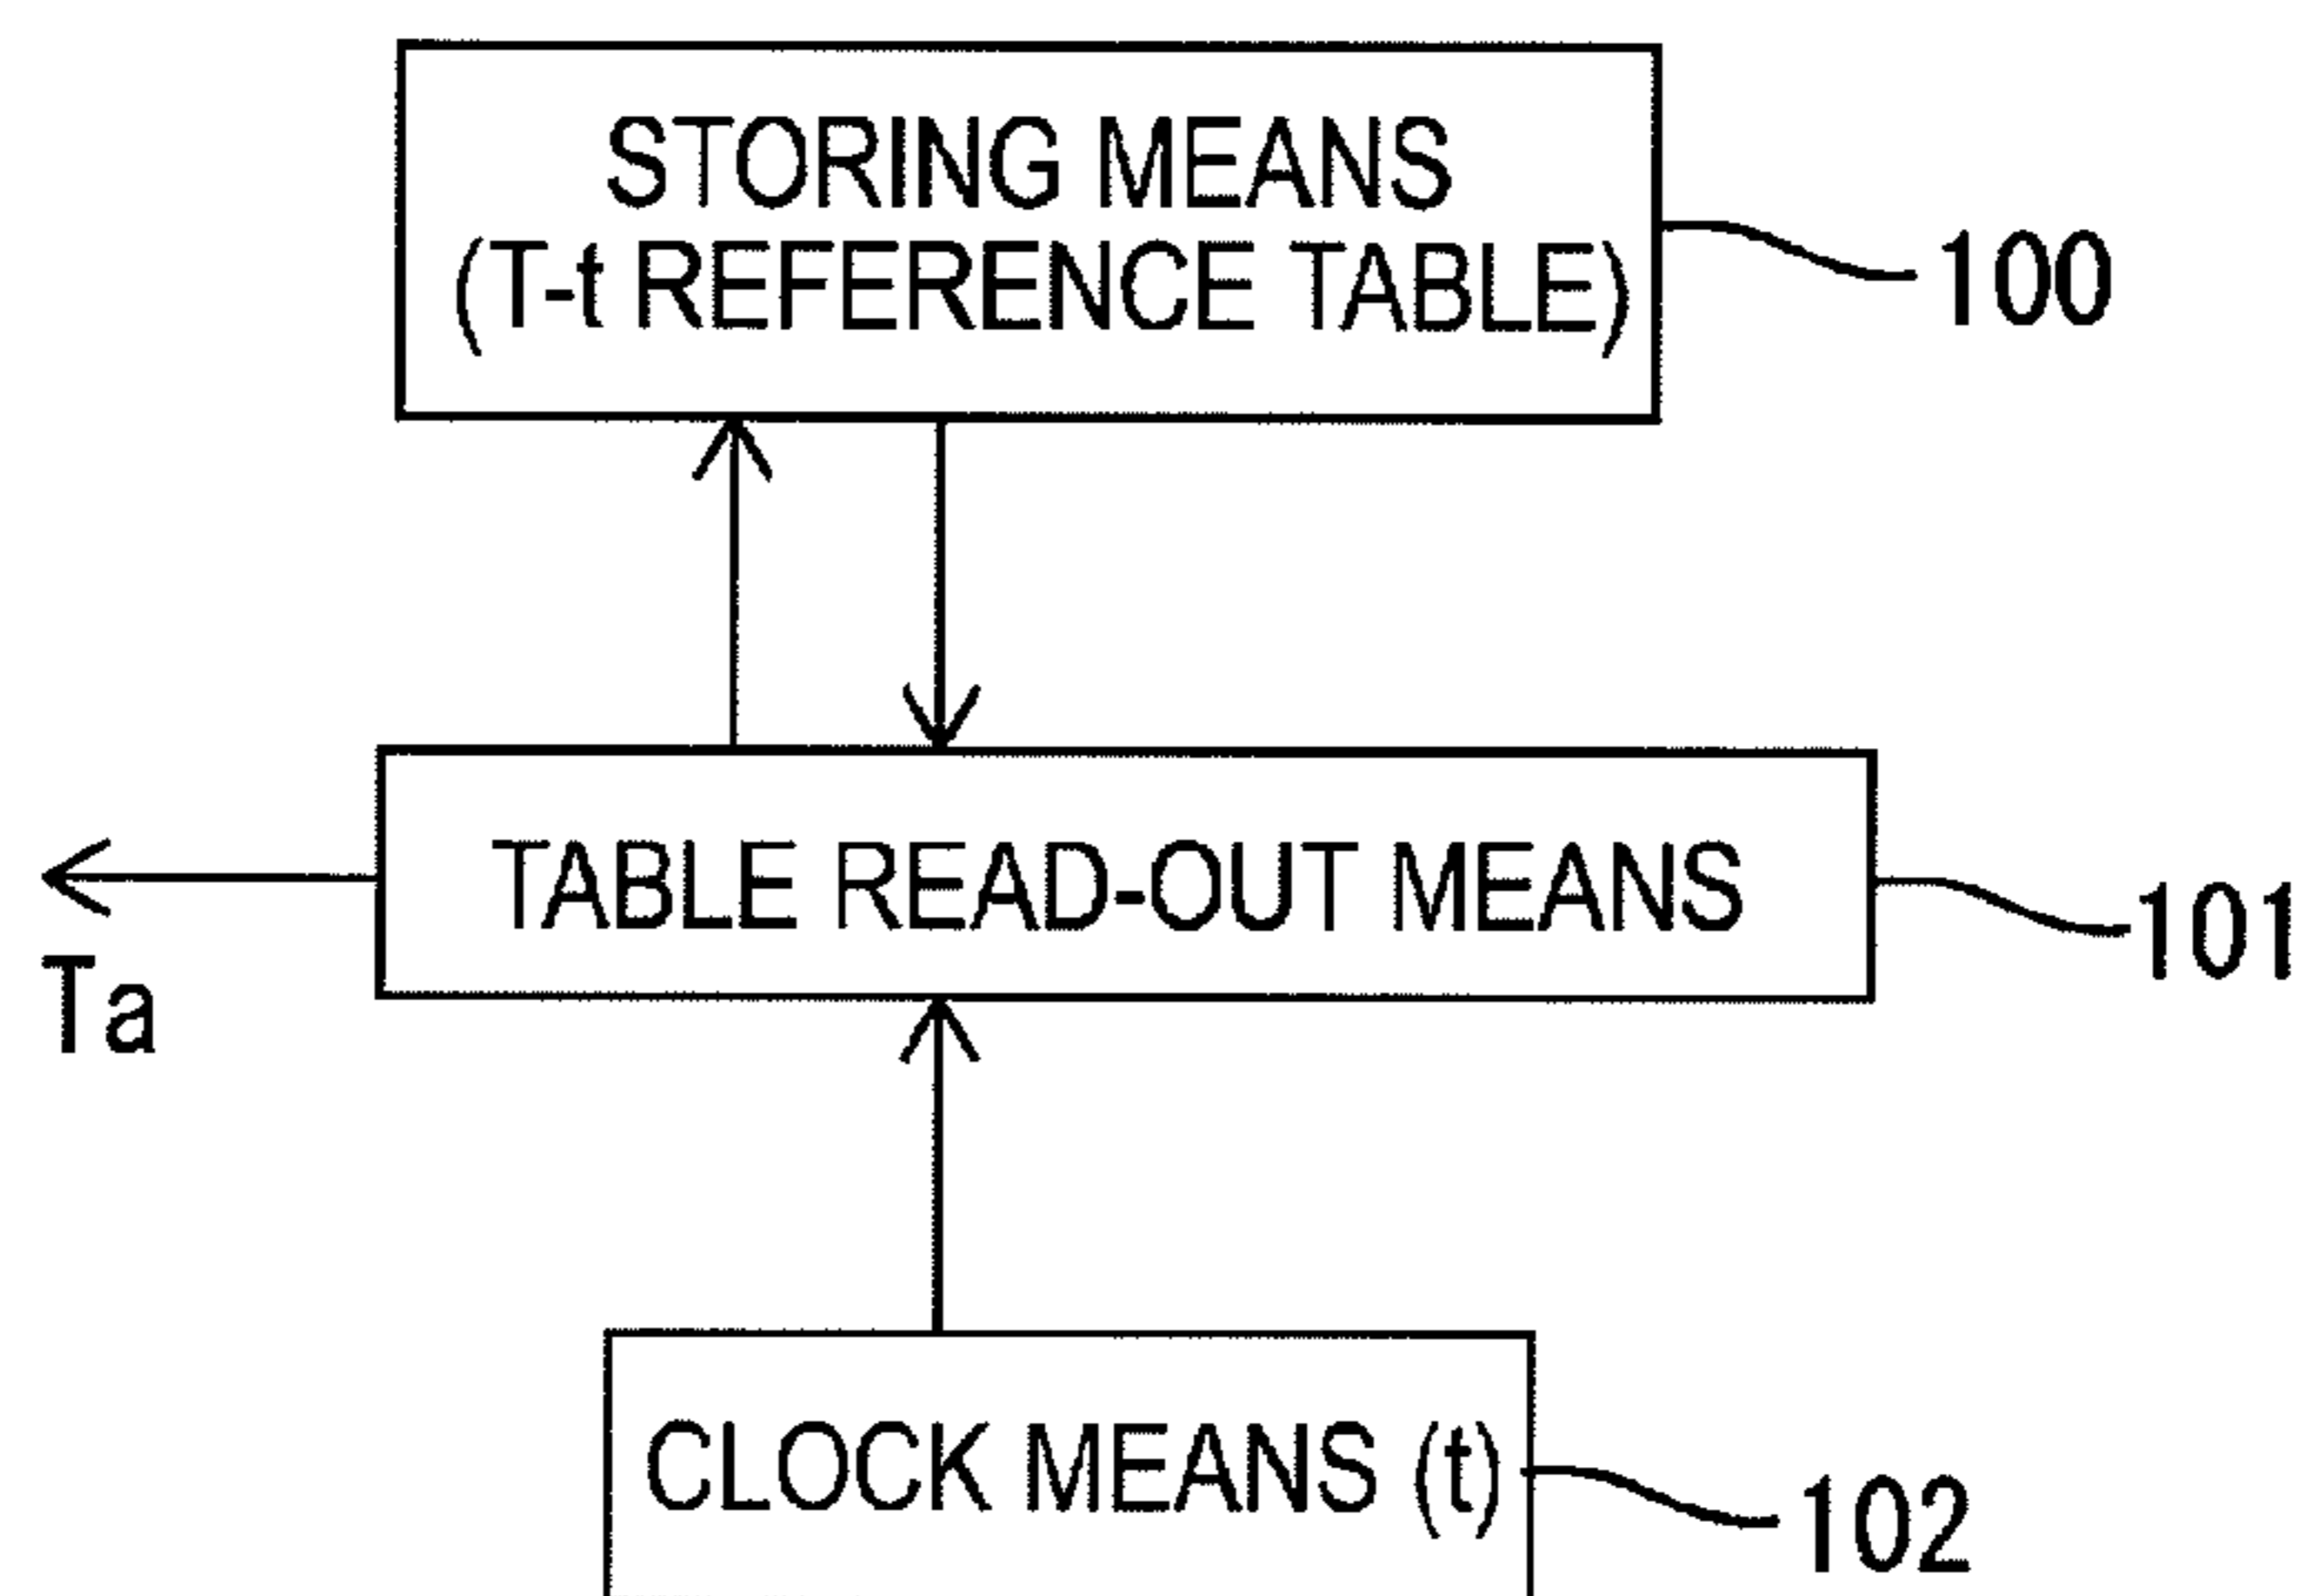 STORING MEANS
(T-t REFERENCE TABLE)
100
TABLE READ-OUT MEANS
101
Ta
CLOCK MEANS (t)
102